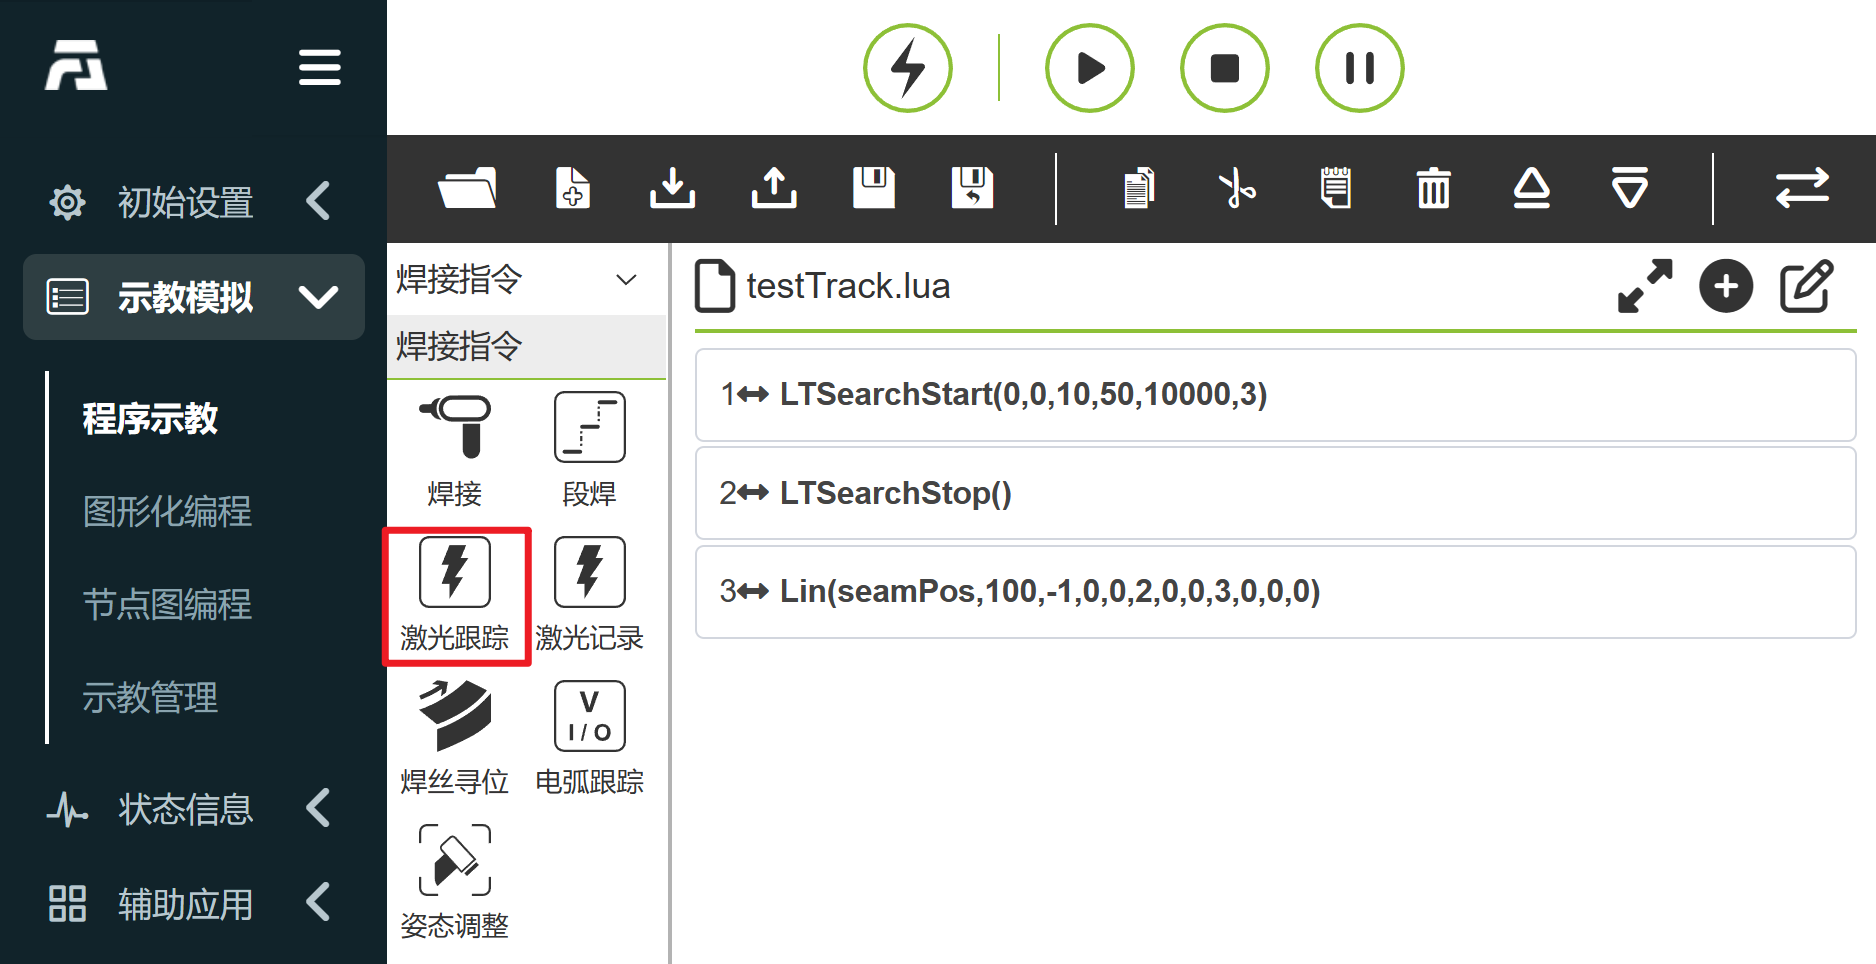 初始设置
示教模拟
程序示教
图形化编程
节点图编程
示教管理
状态信息
辅助应用
焊接指令
焊接指令
焊接
段焊
激光跟踪
激光记录
V
I / O
焊丝寻位
电弧跟踪
姿态调整
testTrack.lua
1 LTSearchStart(0,0,10,50,10000,3)
2 LTSearchStop()
3 Lin(seamPos,100,-1,0,0,2,0,0,3,0,0,0)